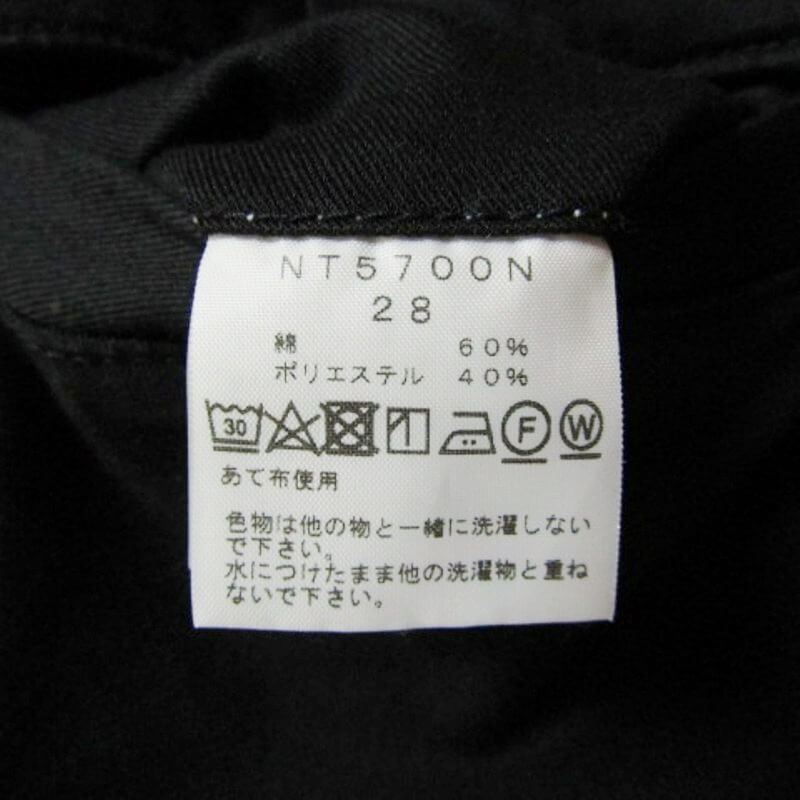 NT5700N
28
綿 60%
ポリエステル 40%
30 F W
あて布使用
色物は他の物と一緒に洗濯しない
で下さい。
水につけたまま他の洗濯物と重ね
ないで下さい。